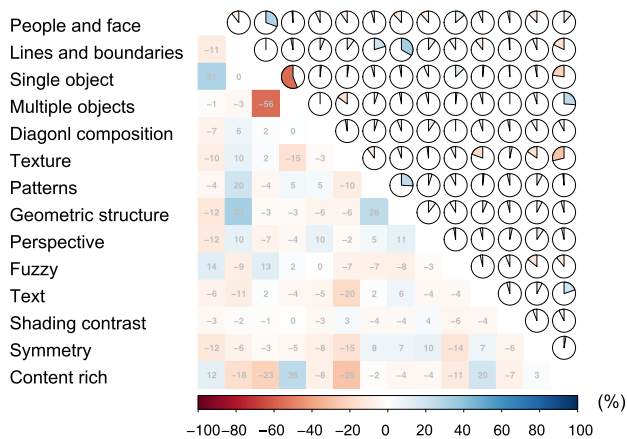 People and face
Lines and boundaries −11
Single object 31 0
Multiple objects −1 −3 −56
Diagonl composition −7 6 2 0
Texture −10 10 2 −15 −3
Patterns −4 20 −4 5 5 −10
Geometric structure −12 33 −3 −3 −6 −6 26
Perspective −12 10 −7 −4 10 −2 5 11
Fuzzy 14 −9 13 2 0 −7 −7 −8 −3
Text −6 −11 2 −4 −5 −20 2 6 −4 −4
Shading contrast −3 −2 −1 0 −3 3 −4 −4 4 −6 −4
Symmetry −12 −6 −3 −5 −8 −15 8 7 10 −14 7 −6
Content rich 12 −18 −23 26 −8 −28 −2 −4 −4 −11 20 −7 3
(%)
−100 −80 −60 −40 −20 0 20 40 60 80 100